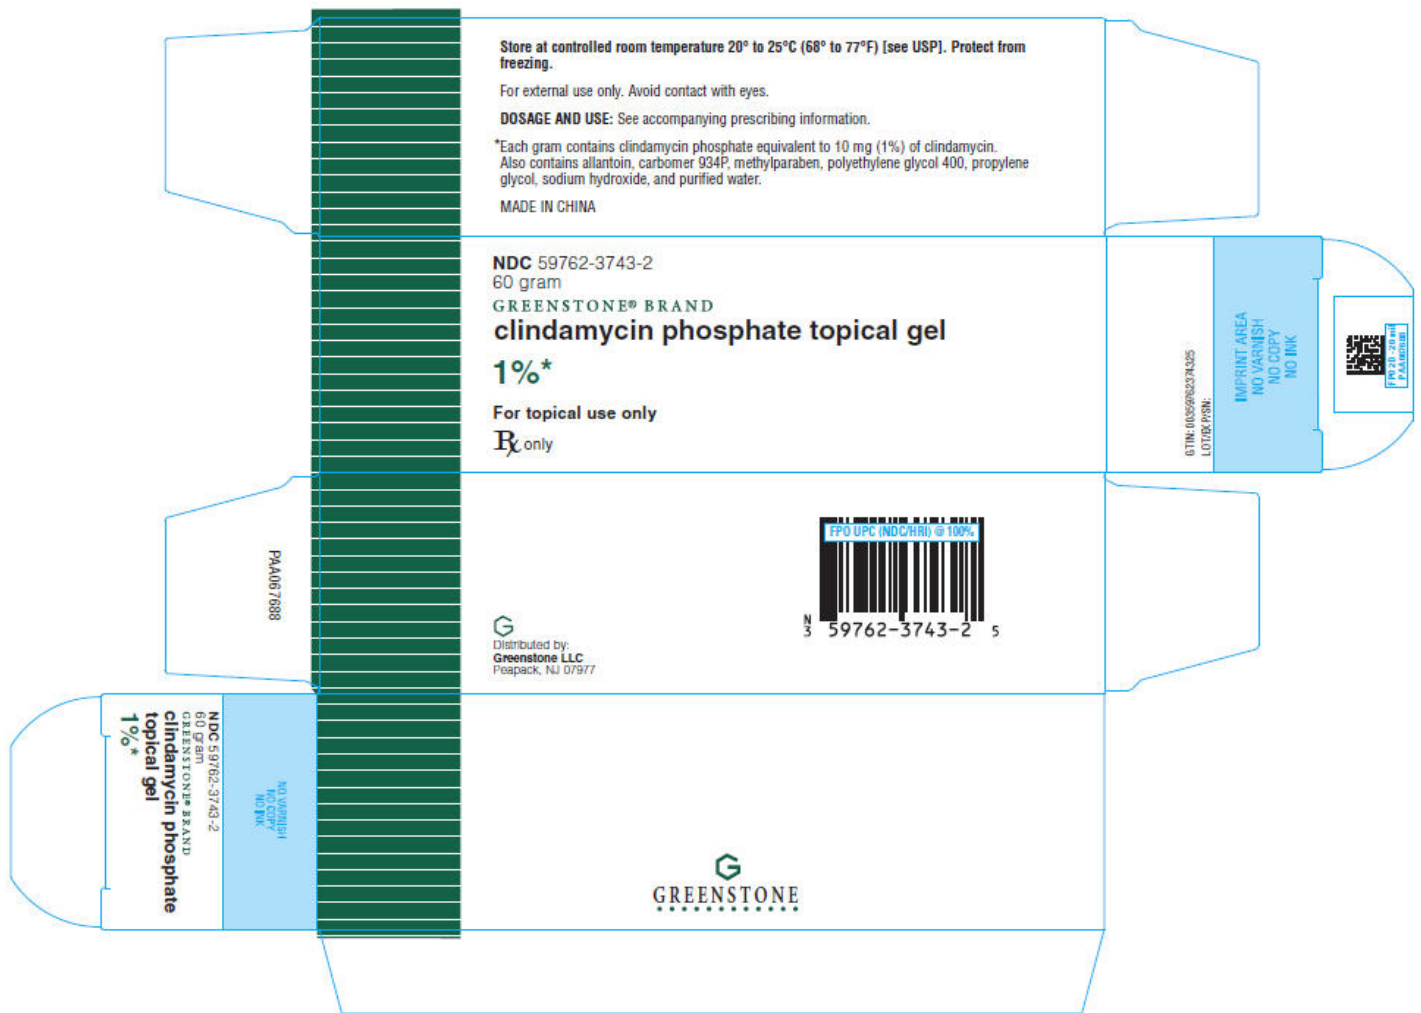 Store at controlled room temperature 20° to 25°C (68° to 77°F) [see USP]. Protect from
freezing.
For external use only. Avoid contact with eyes.
DOSAGE AND USE: See accompanying prescribing information.
*Each gram contains clindamycin phosphate equivalent to 10 mg (1%) of clindamycin.
Also contains allantoin, carbomer 934P, methylparaben, polyethylene glycol 400, propylene
glycol, sodium hydroxide, and purified water.
MADE IN CHINA
NDC 59762-3743-2
60 gram
GREENSTONE® BRAND
clindamycin phosphate topical gel
1%*
For topical use only
Rx only
GTIN: 00359762374325
LOT/EXP/SN:
IMPRINT AREA
NO VARNISH
NO COPY
NO INK
FPO 2D -20 mil
PAA067688
PAA067688
FPO UPC (NDC/HRI) @ 100%
N
3 59762-3743-2 5
G
Distributed by:
Greenstone LLC
Peapack, NJ 07977
NDC 59762-3743-2
60 gram
GREENSTONE® BRAND
clindamycin phosphate
topical gel
1%*
NO VARNISH
NO COPY
NO INK
G
GREENSTONE